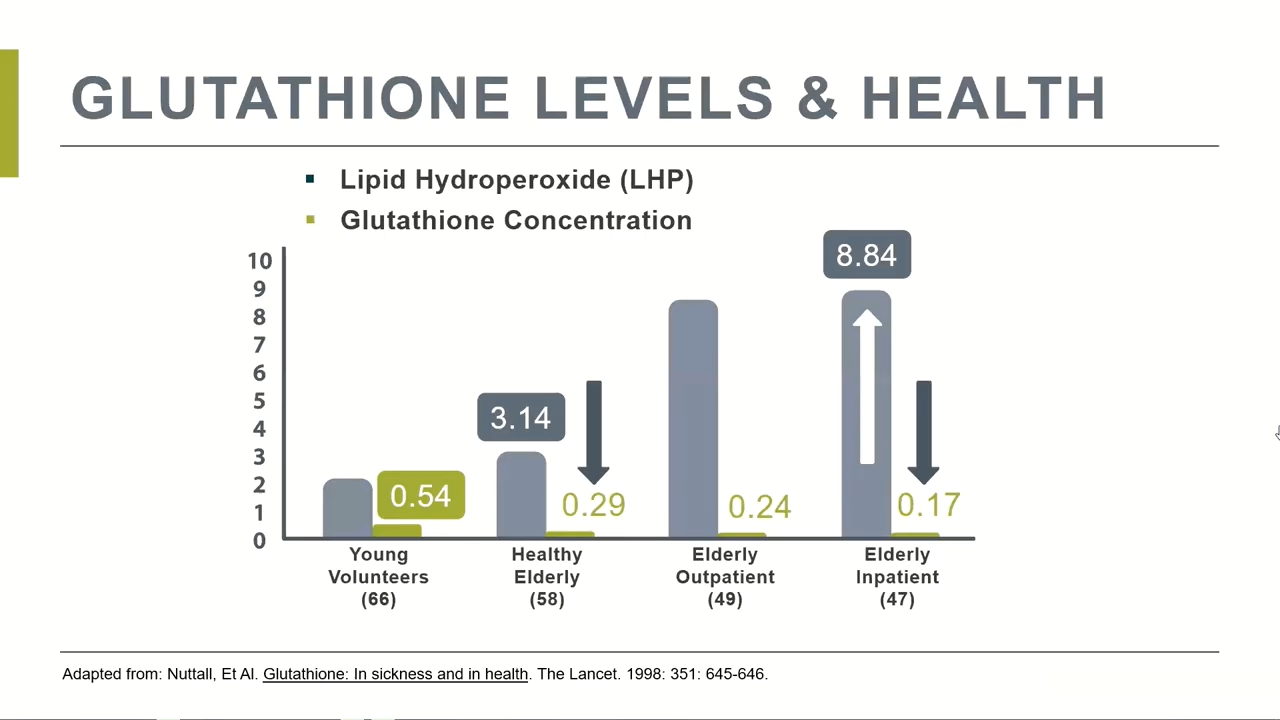 GLUTATHIONE LEVELS & HEALTH
Lipid Hydroperoxide (LHP)
Glutathione Concentration
10
9
8
7
6
5
4
3
2
1
0
0.54
3.14
0.29
0.24
8.84
0.17
Young
Volunteers
(66)
Healthy
Elderly
(58)
Elderly
Outpatient
(49)
Elderly
Inpatient
(47)
Adapted from: Nuttall, Et Al. Glutathione: In sickness and in health. The Lancet. 1998: 351: 645-646.